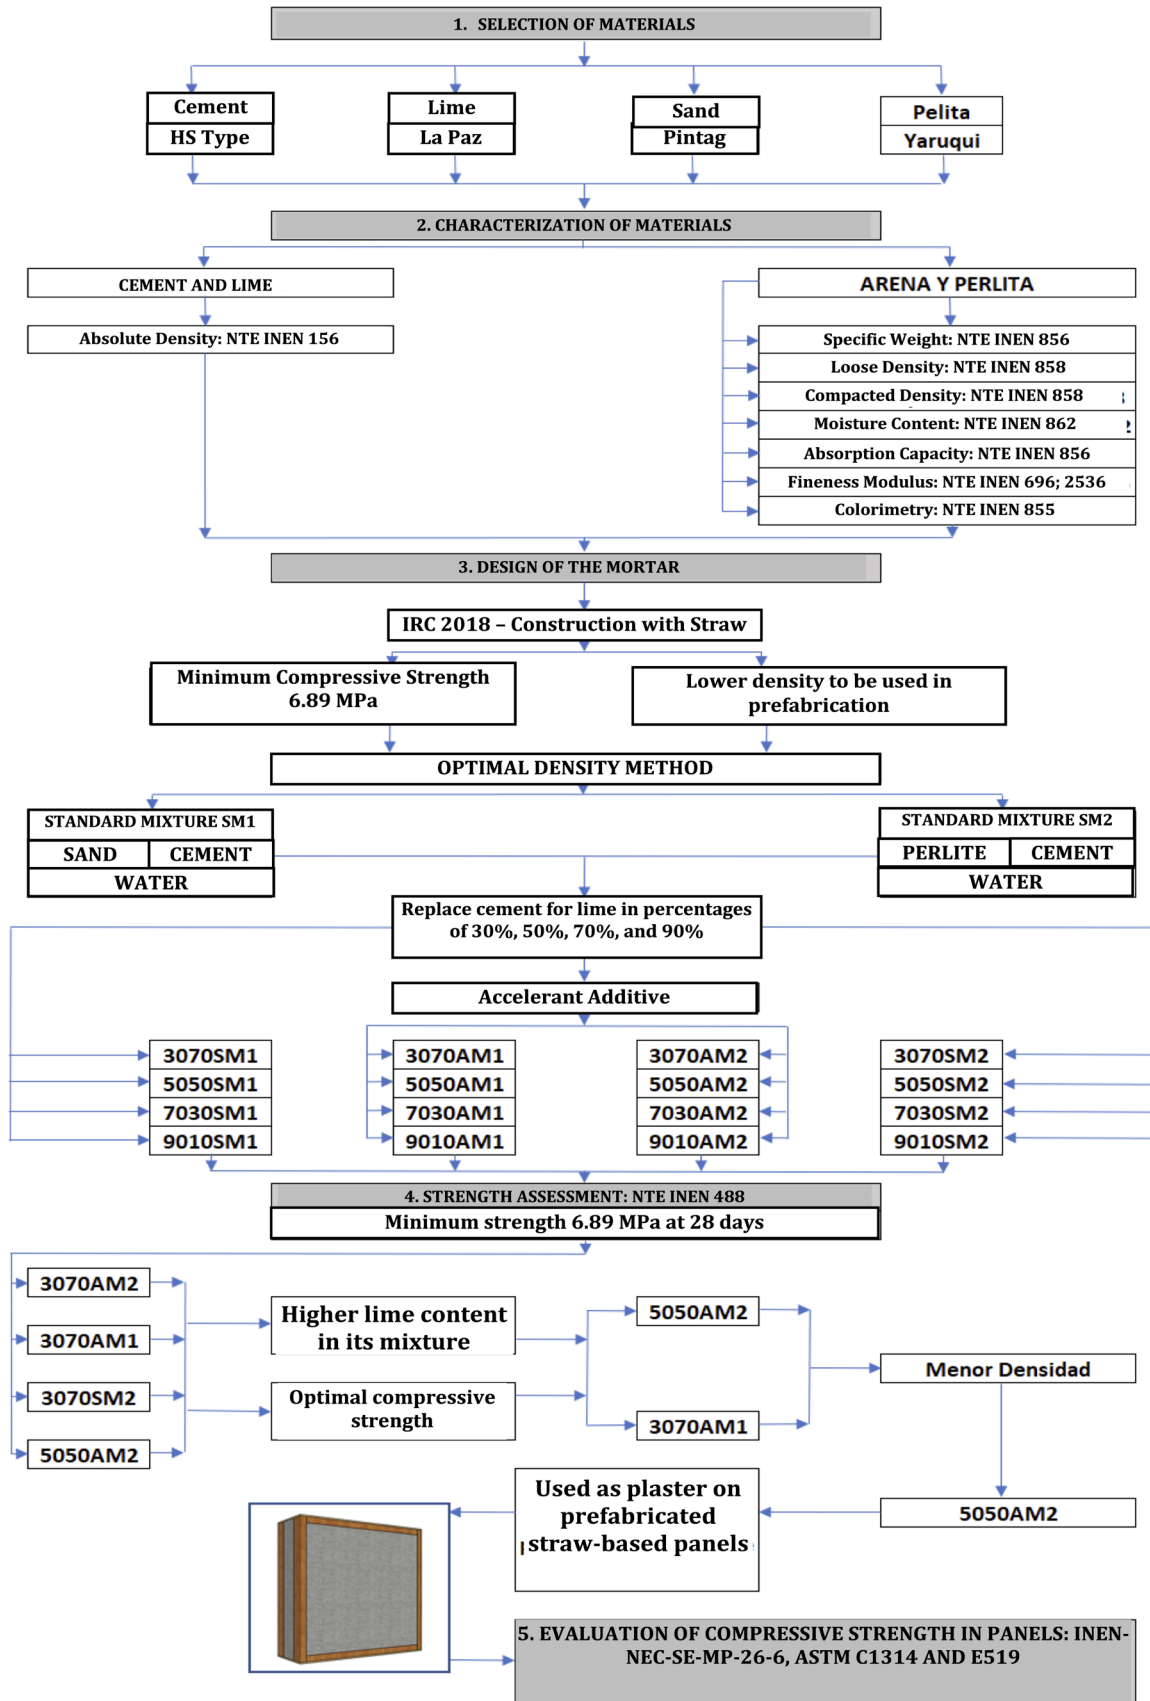 1. SELECTION OF MATERIALS
Cement
HS Type
Lime
La Paz
Sand
Pintag
Pelita
Yaruqui
2. CHARACTERIZATION OF MATERIALS
CEMENT AND LIME
Absolute Density: NTE INEN 156
ARENA Y PERLITA
Specific Weight: NTE INEN 856
Loose Density: NTE INEN 858
Compacted Density: NTE INEN 858
Moisture Content: NTE INEN 862
Absorption Capacity: NTE INEN 856
Fineness Modulus: NTE INEN 696; 2536
Colorimetry: NTE INEN 855
3. DESIGN OF THE MORTAR
IRC 2018 – Construction with Straw
Minimum Compressive Strength
6.89 MPa
Lower density to be used in
prefabrication
OPTIMAL DENSITY METHOD
STANDARD MIXTURE SM1
SAND CEMENT
WATER
STANDARD MIXTURE SM2
PERLITE CEMENT
WATER
Replace cement for lime in percentages
of 30%, 50%, 70%, and 90%
Accelerant Additive
3070SM1
5050SM1
7030SM1
9010SM1
3070AM1
5050AM1
7030AM1
9010AM1
3070AM2
5050AM2
7030AM2
9010AM2
3070SM2
5050SM2
7030SM2
9010SM2
4. STRENGTH ASSESSMENT: NTE INEN 488
Minimum strength 6.89 MPa at 28 days
3070AM2
3070AM1
3070SM2
5050AM2
Higher lime content
in its mixture
Optimal compressive
strength
5050AM2
3070AM1
Menor Densidad
5050AM2
Used as plaster on
prefabricated
straw-based panels
5. EVALUATION OF COMPRESSIVE STRENGTH IN PANELS: INEN-
NEC-SE-MP-26-6, ASTM C1314 AND E519